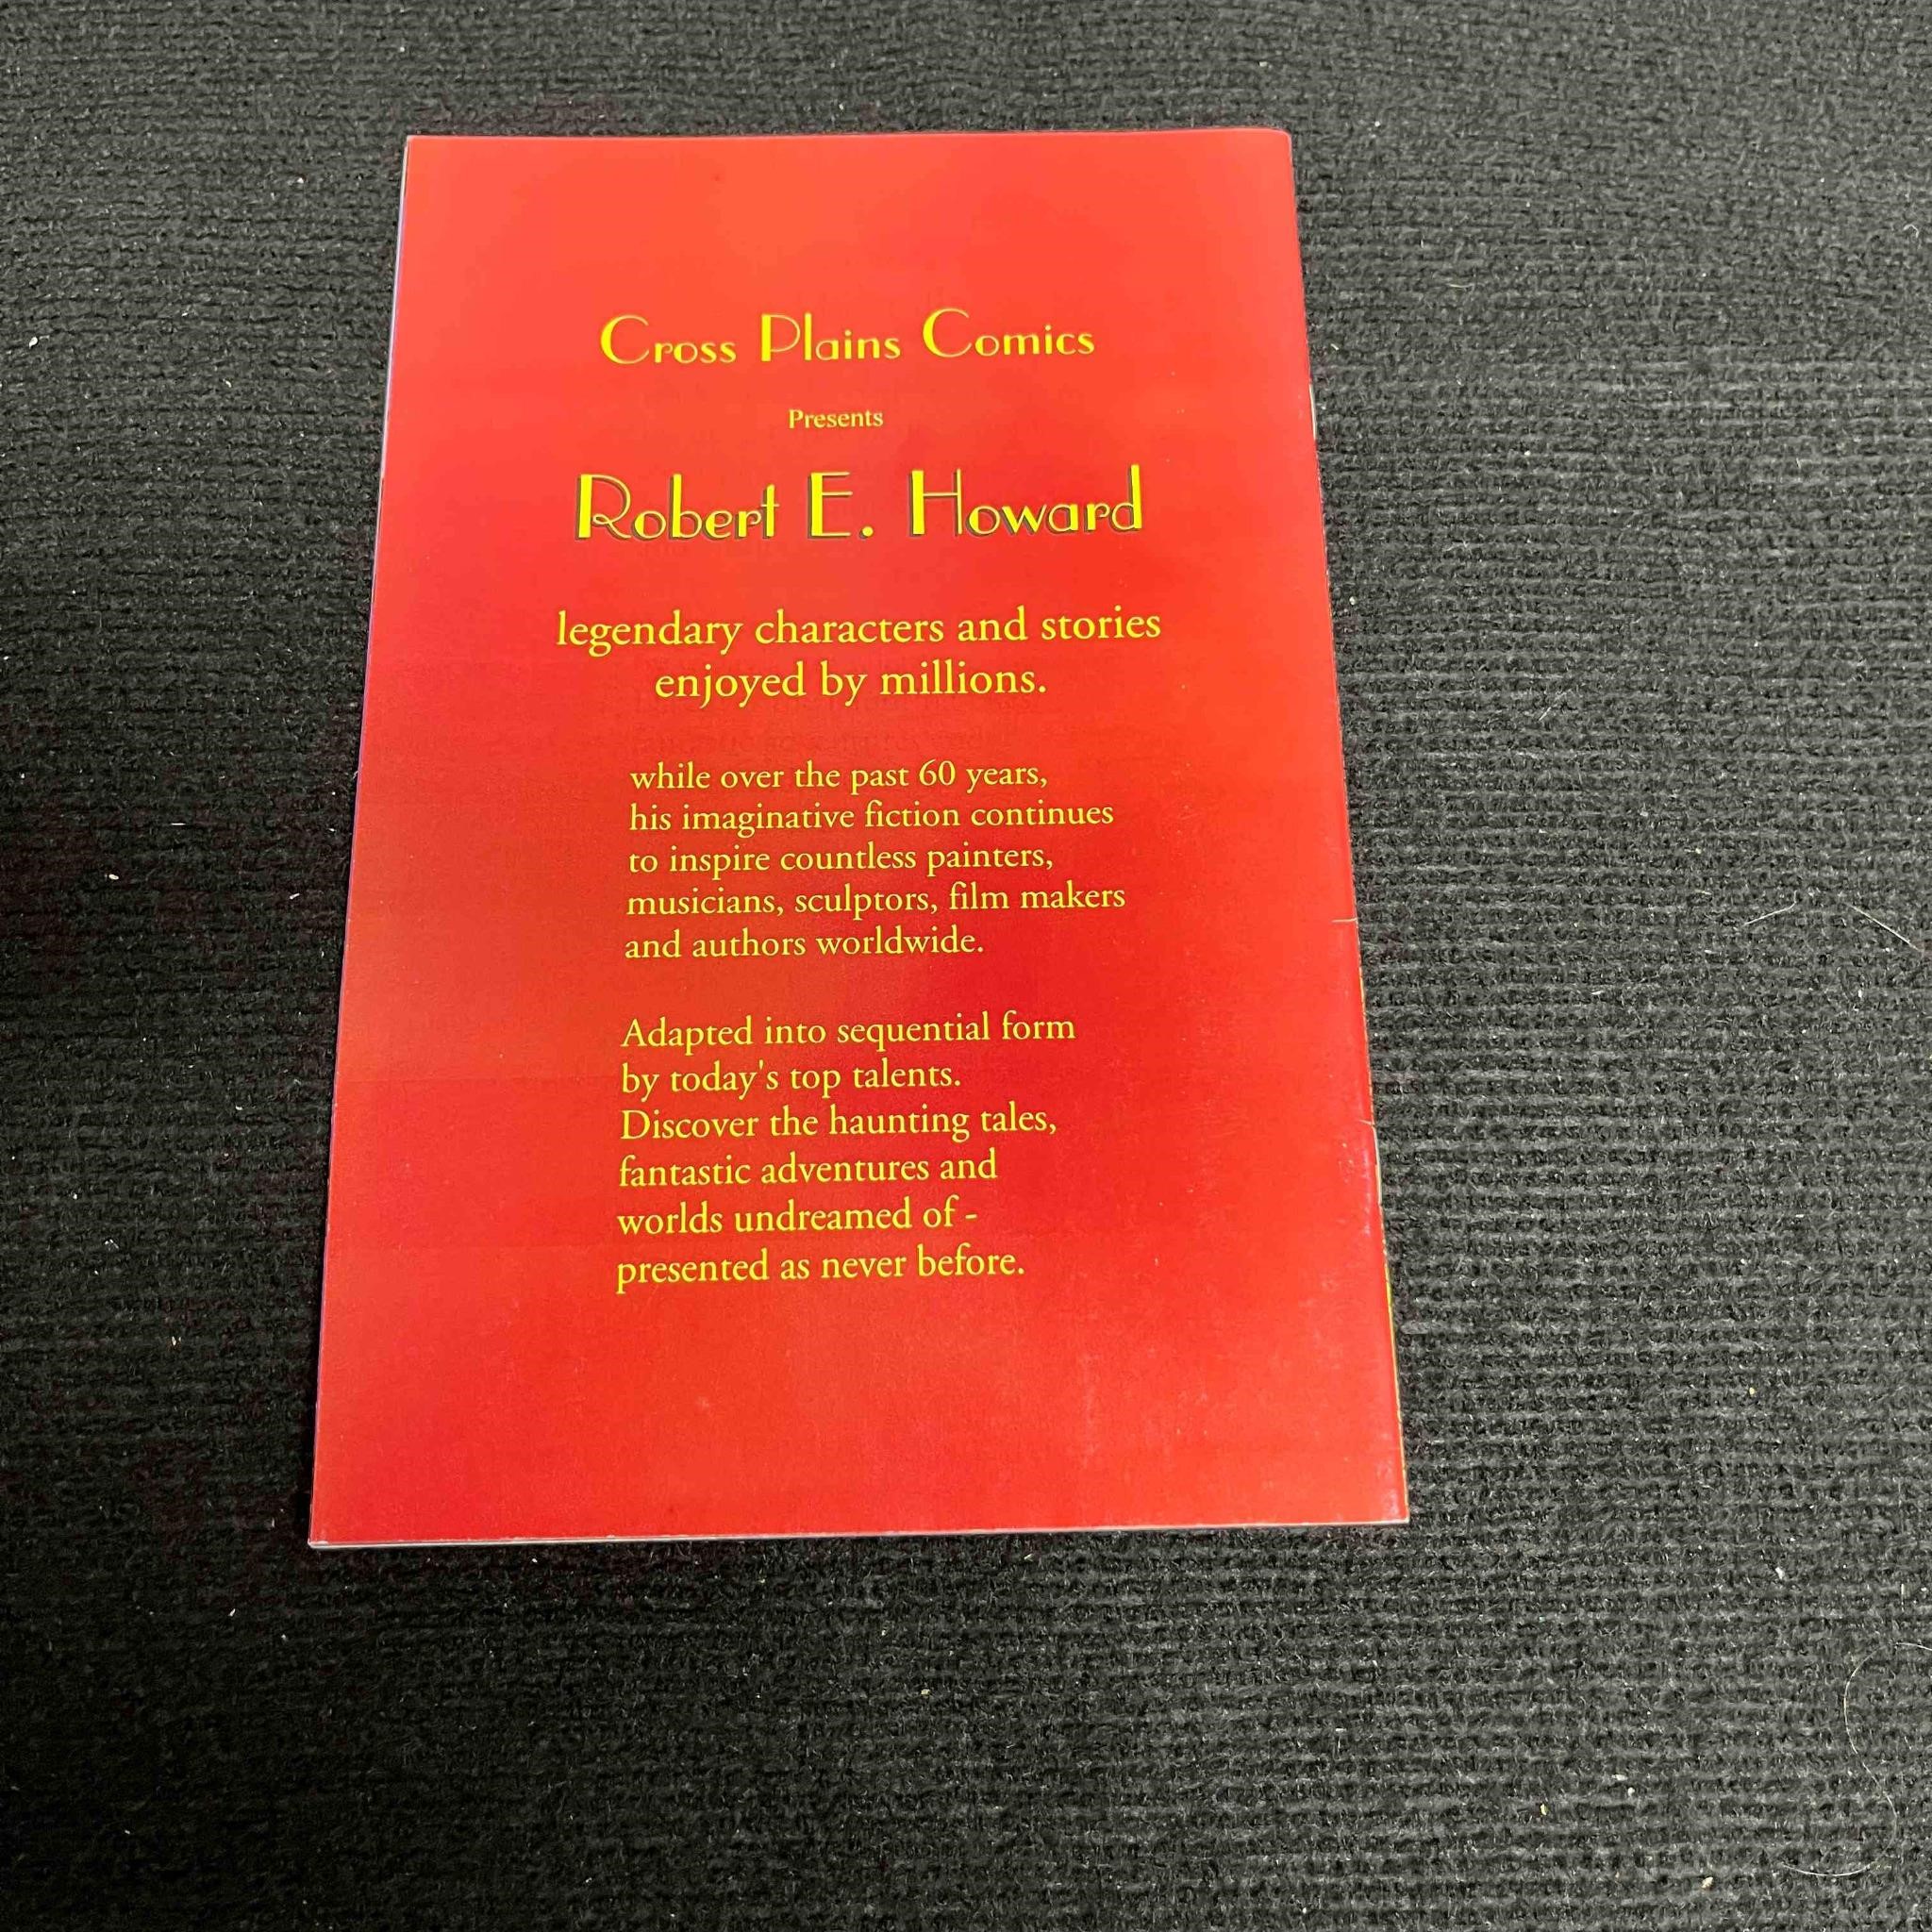 Cross Plains Comics
Presents
Robert E. Howard
legendary characters and stories
enjoyed by millions.
while over the past 60 years,
his imaginative fiction continues
to inspire countless painters,
musicians, sculptors, film makers
and authors worldwide.
Adapted into sequential form
by today's top talents.
Discover the haunting tales,
fantastic adventures and
worlds undreamed of -
presented as never before.